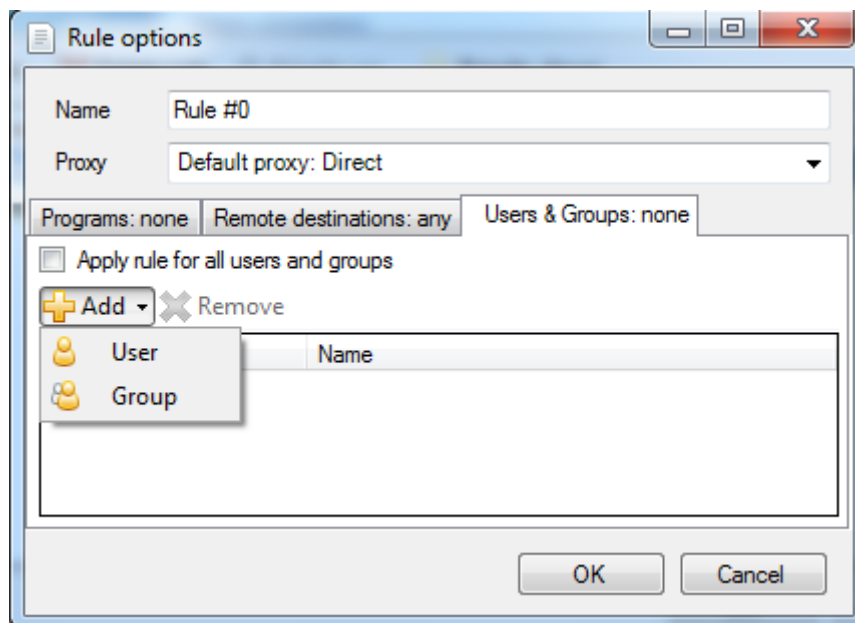 Rule options
Name Rule #0
Proxy Default proxy: Direct
Programs: none Remote destinations: any Users & Groups: none
Apply rule for all users and groups
Add Remove
User Name
Group
OK Cancel